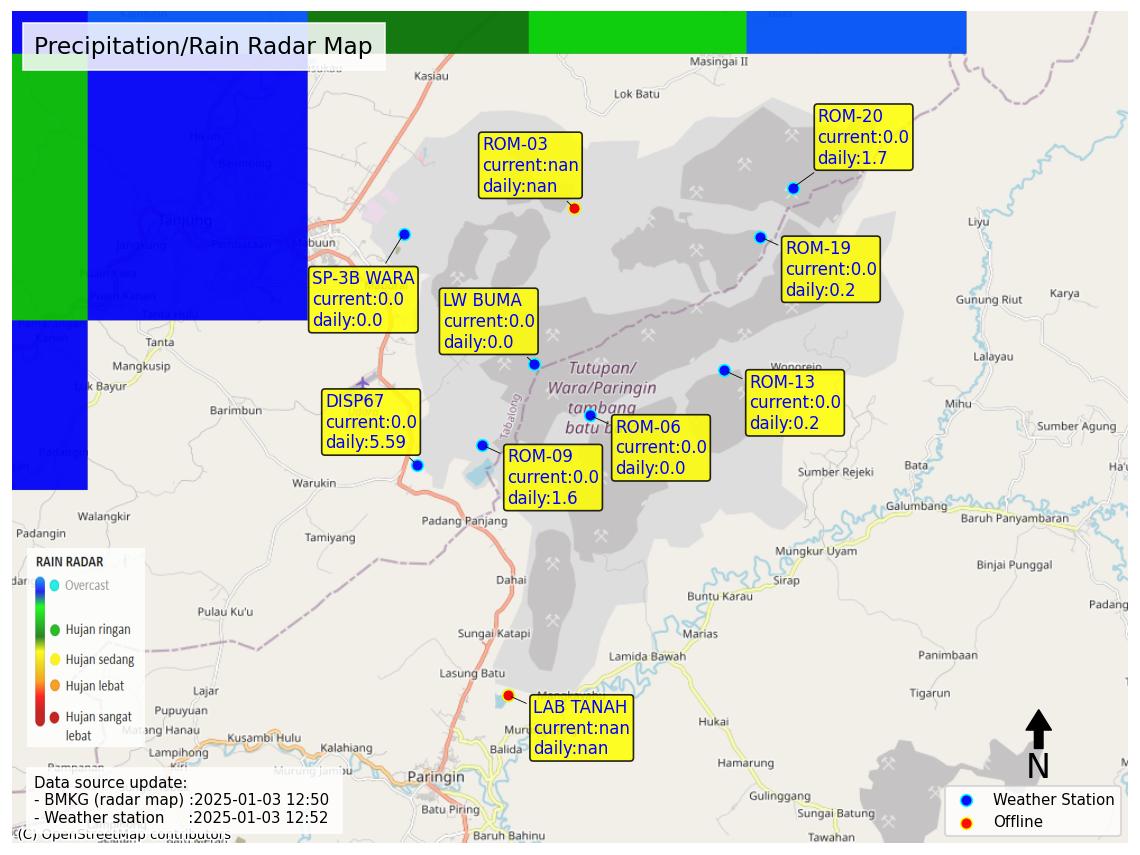 Precipitation/Rain Radar Map
Kasiau
Masingai II
Lok Batu
ROM-20
current:0.0
daily:1.7
ROM-03
current:nan
daily:nan
Tanjung
Mabuun
Liyu
ROM-19
current:0.0
daily:0.2
SP-3B WARA
current:0.0
daily:0.0
LW BUMA
current:0.0
daily:0.0
Gunung Riut
Karya
Tanta Hulu
Tanta
Mangkusip
Lalayau
Wonorejo
Tutupan/
Wara/Paringin
tambang
batu
Tabalong
ROM-13
current:0.0
daily:0.2
Barimbun
DISP67
current:0.0
daily:5.59
ROM-06
current:0.0
daily:0.0
Mihu
Sumber Agung
ROM-09
current:0.0
daily:1.6
Bata
Sumber Rejeki
Warukin
Galumbang
Walangkir
Padang Panjang
Baruh Panyambaran
Padangin
Tamiyang
Mungkur Uyam
Binjai Punggal
RAIN RADAR
Overcast
Hujan ringan
Hujan sedang
Hujan lebat
Hujan sangat
lebat
Dahai
Sirap
Buntu Karau
Pulau Ku'u
Sungai Katapi
Marias
Lamida Bawah
Panimbaan
Lasung Batu
Lajar
Tigarun
Pupuyuan
LAB TANAH
current:nan
daily:nan
Hukai
Matang Hanau
Kusambi Hulu
Lampihong
Kalahiang
Balida
Hamarung
Murung Jambu
Paringin
N
Data source update:
- BMKG (radar map) :2025-01-03 12:50
- Weather station :2025-01-03 12:52
Gulinggang
Batu Piring
Sungai Batung
Weather Station
Offline
(C) OpenStreetMap contributors
Baruh Bahinu
Tawahan